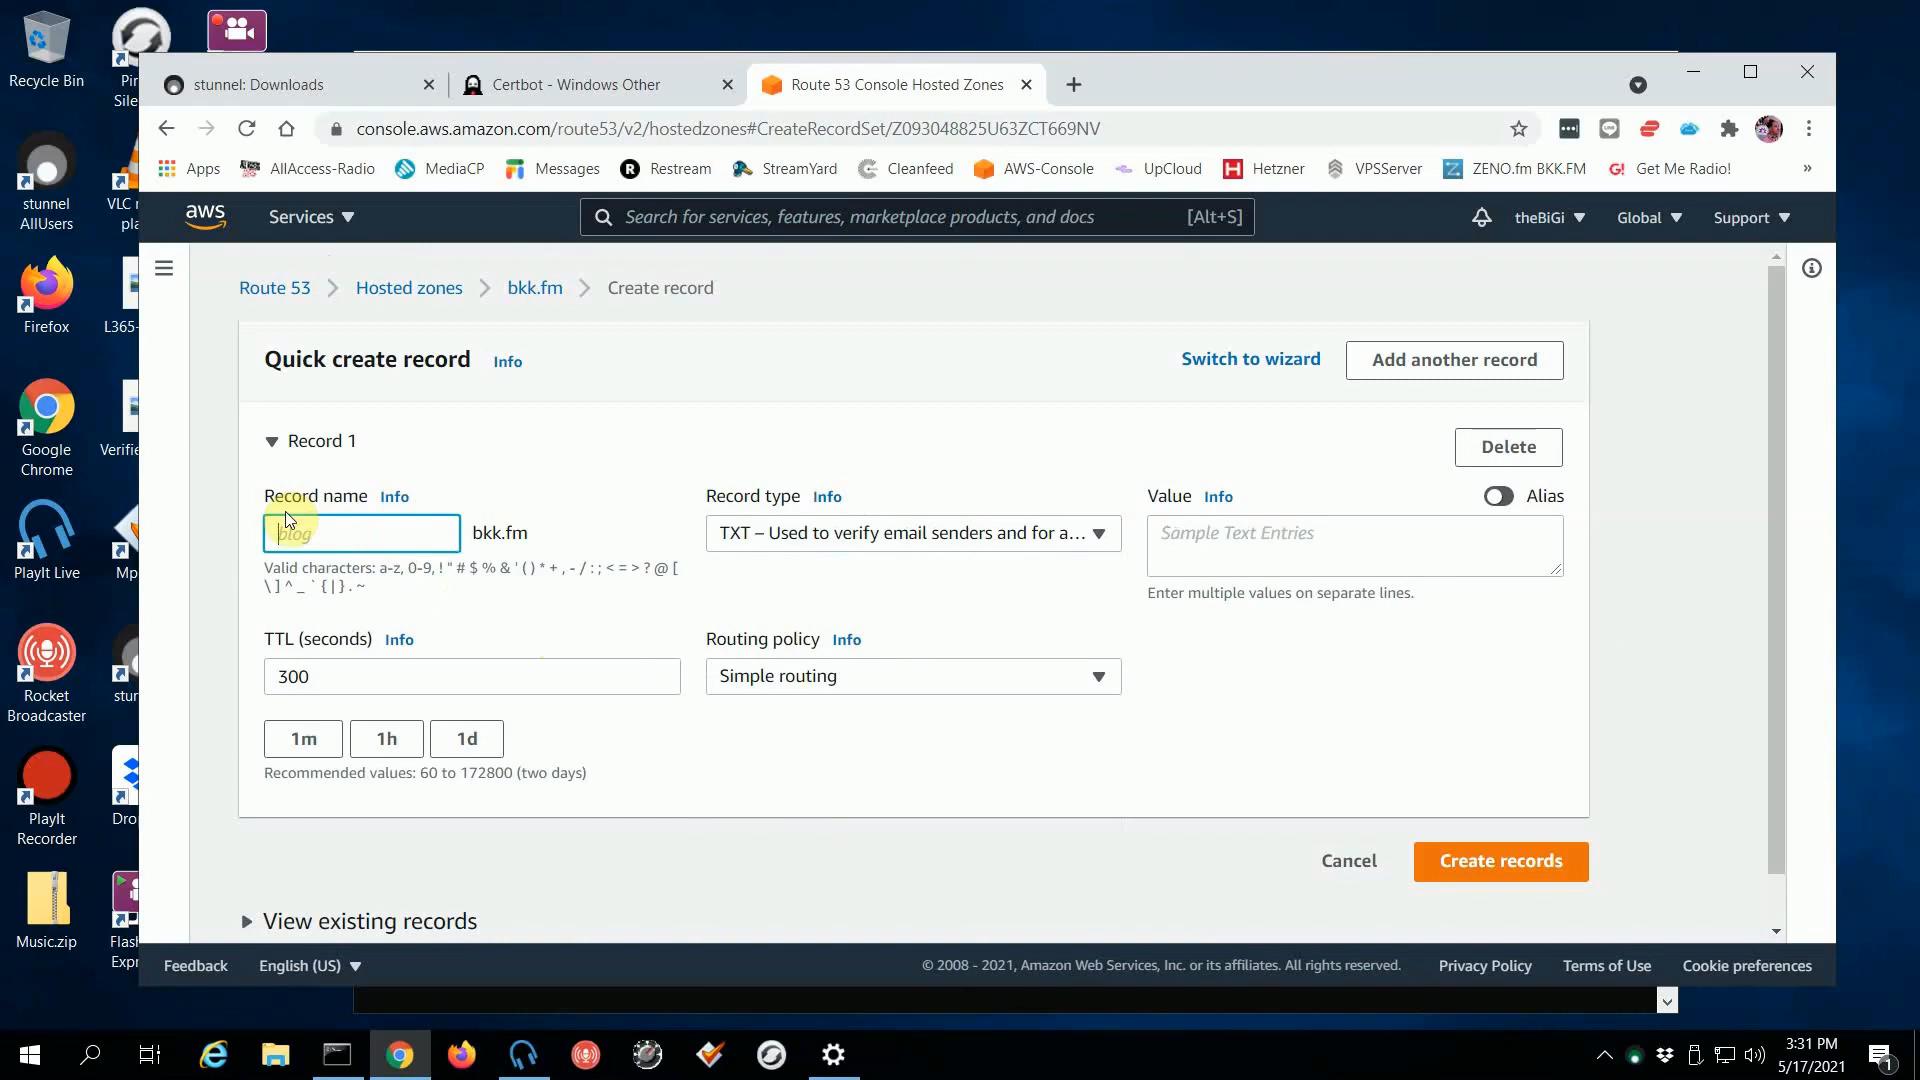 Recycle Bin
stunnel AllUsers
Firefox
Google Chrome
PlayIt Live
Rocket Broadcaster
PlayIt Recorder
Music.zip
stunnel: Downloads
Certbot - Windows Other
Route 53 Console Hosted Zones
console.aws.amazon.com/route53/v2/hostedzones#CreateRecordSet/Z093048825U63ZCT669NV
Apps AllAccess-Radio MediaCP Messages Restream StreamYard Cleanfeed AWS-Console UpCloud Hetzner VPSServer ZENO.fm BKK.FM Get Me Radio! »
aws Services Search for services, features, marketplace products, and docs [Alt+S] theBiGi Global Support
Route 53 Hosted zones bkk.fm Create record
Quick create record Info Switch to wizard Add another record
Record 1 Delete
Record name Info Record type Info Value Info Alias
blog bkk.fm TXT – Used to verify email senders and for a... Sample Text Entries
Valid characters: a-z, 0-9, ! " # $ % & ' ( ) * + , - / : ; < = > ? @ [
\ ] ^ _ ` { | } . ~
Enter multiple values on separate lines.
TTL (seconds) Info Routing policy Info
300 Simple routing
1m 1h 1d
Recommended values: 60 to 172800 (two days)
Cancel Create records
View existing records
Feedback English (US) © 2008 - 2021, Amazon Web Services, Inc. or its affiliates. All rights reserved. Privacy Policy Terms of Use Cookie preferences
3:31 PM
5/17/2021
1